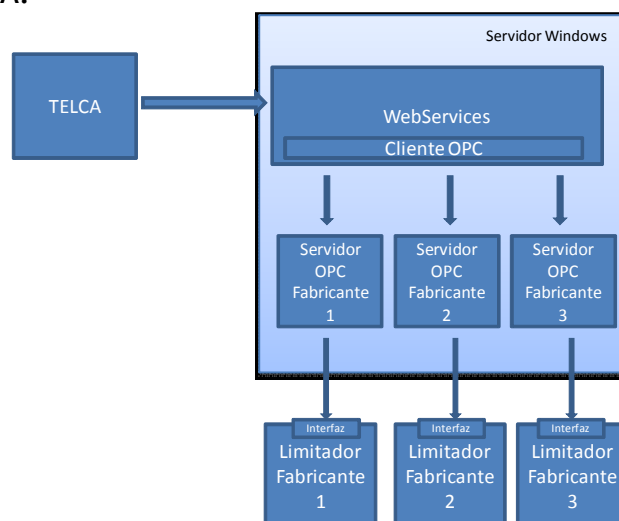 Servidor Windows
TELCA
WebServices
Cliente OPC
Servidor
OPC
Fabricante
1
Servidor
OPC
Fabricante
2
Servidor
OPC
Fabricante
3
Interfaz
Limitador
Fabricante
1
Interfaz
Limitador
Fabricante
2
Interfaz
Limitador
Fabricante
3